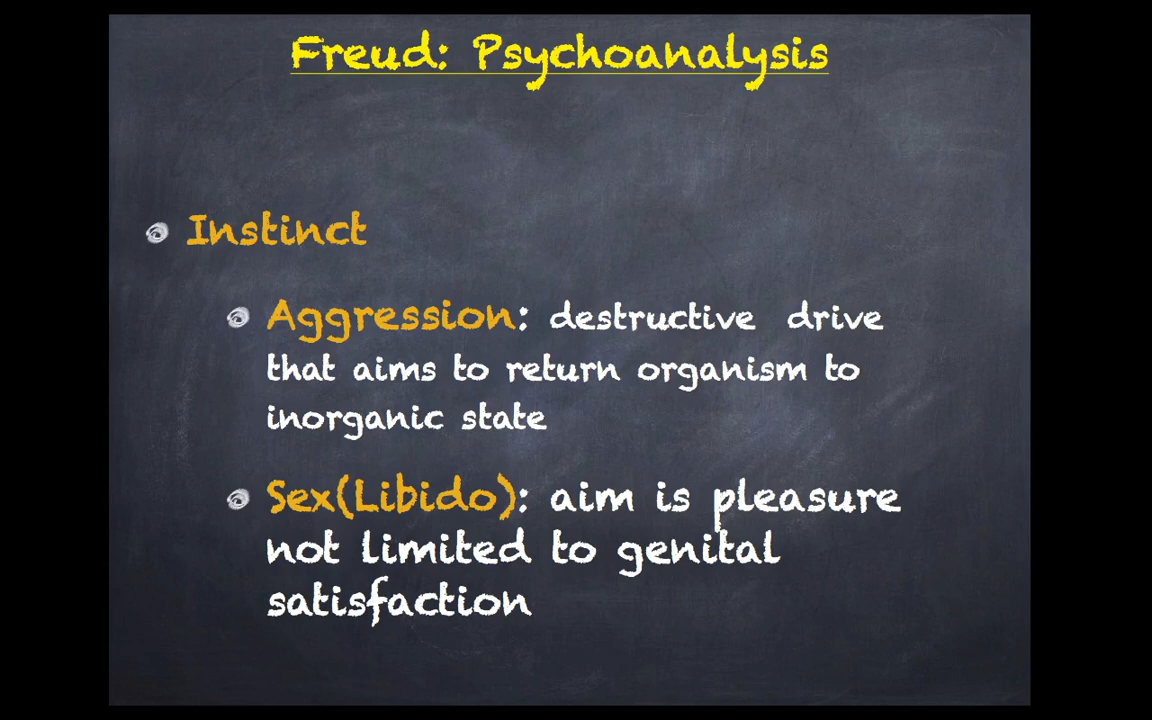 Freud: Psychoanalysis
Instinct
Aggression: destructive drive
that aims to return organism to
inorganic state
Sex(Libido): aim is pleasure
not limited to genital
satisfaction